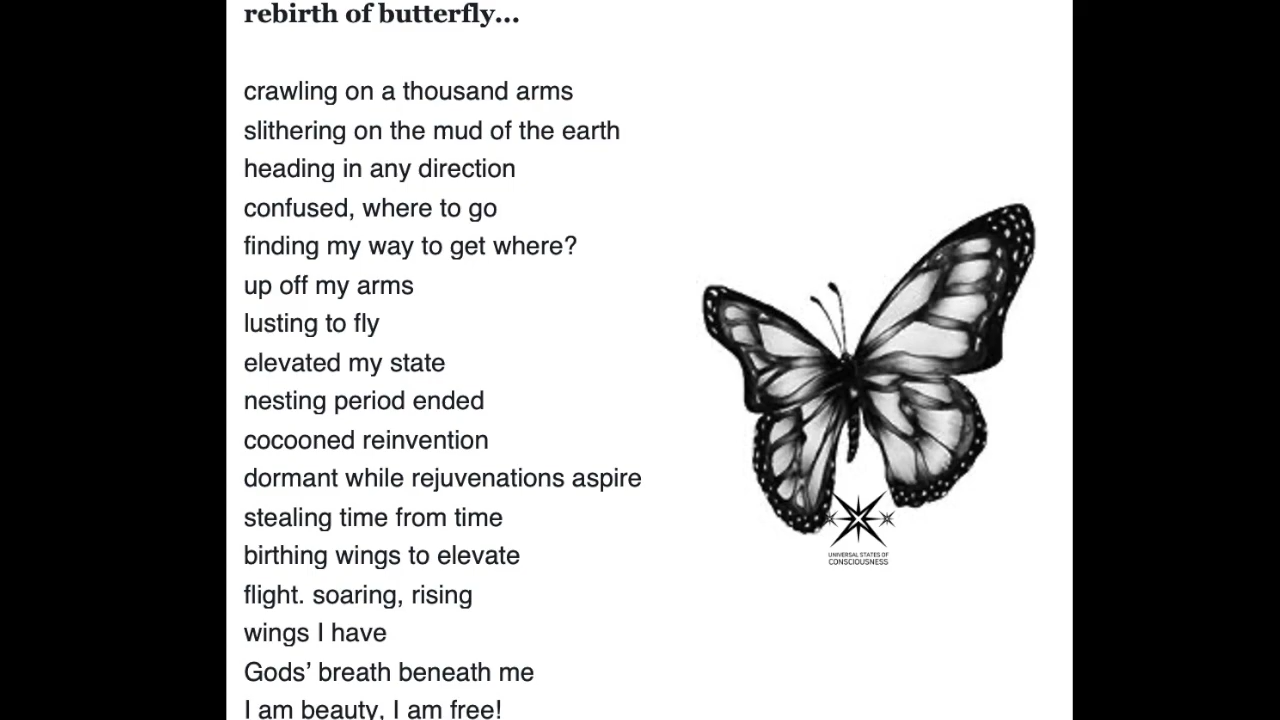 rebirth of butterfly...
crawling on a thousand arms
slithering on the mud of the earth
heading in any direction
confused, where to go
finding my way to get where?
up off my arms
lusting to fly
elevated my state
nesting period ended
cocooned reinvention
dormant while rejuvenations aspire
stealing time from time
birthing wings to elevate
flight. soaring, rising
wings I have
Gods’ breath beneath me
I am beauty, I am free!
UNIVERSAL STATES OF
CONSCIOUSNESS